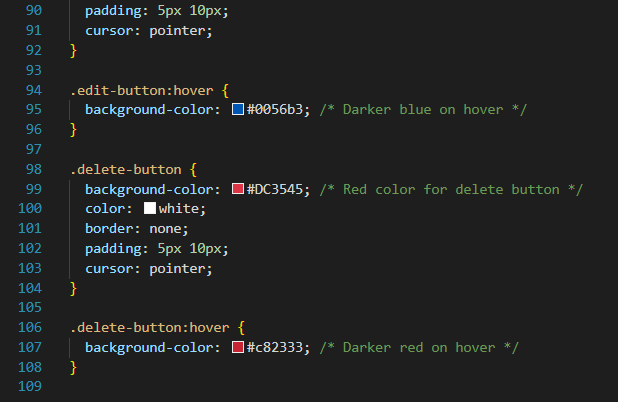 90 padding: 5px 10px;
91 cursor: pointer;
92 }
93
94 .edit-button:hover {
95 background-color: #0056b3; /* Darker blue on hover */
96 }
97
98 .delete-button {
99 background-color: #DC3545; /* Red color for delete button */
100 color: white;
101 border: none;
102 padding: 5px 10px;
103 cursor: pointer;
104 }
105
106 .delete-button:hover {
107 background-color: #c82333; /* Darker red on hover */
108 }
109